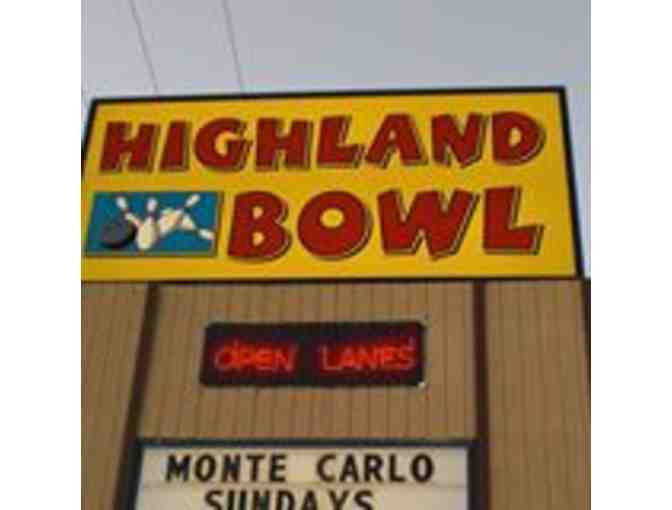 HIGHLAND
BOWL
OPEN LANES
MONTE CARLO
SUNDAYS